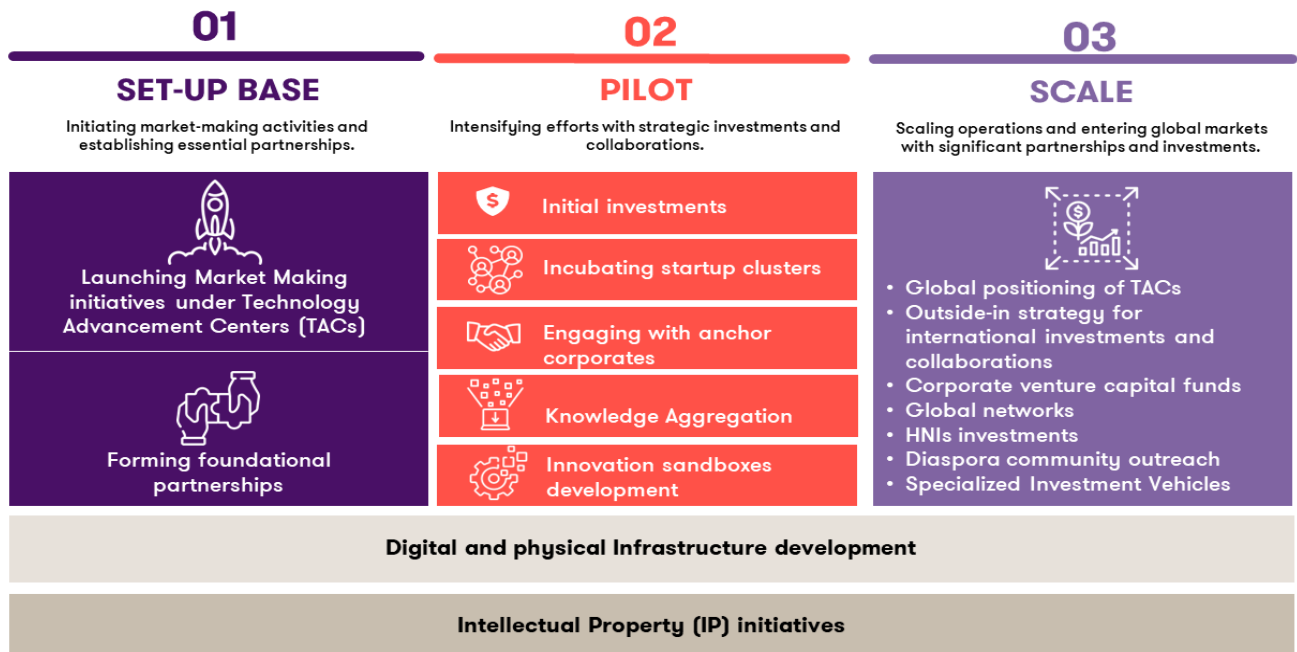 01
SET-UP BASE
Initiating market-making activities and
establishing essential partnerships.
Launching Market Making
initiatives under Technology
Advancement Centers (TACs)
Forming foundational
partnerships
02
PILOT
Intensifying efforts with strategic investments and
collaborations.
Initial investments
Incubating startup clusters
Engaging with anchor
corporates
Knowledge Aggregation
Innovation sandboxes
development
03
SCALE
Scaling operations and entering global markets
with significant partnerships and investments.
• Global positioning of TACs
• Outside-in strategy for
international investments and
collaborations
• Corporate venture capital funds
• Global networks
• HNIs investments
• Diaspora community outreach
• Specialized Investment Vehicles
Digital and physical Infrastructure development
Intellectual Property (IP) initiatives